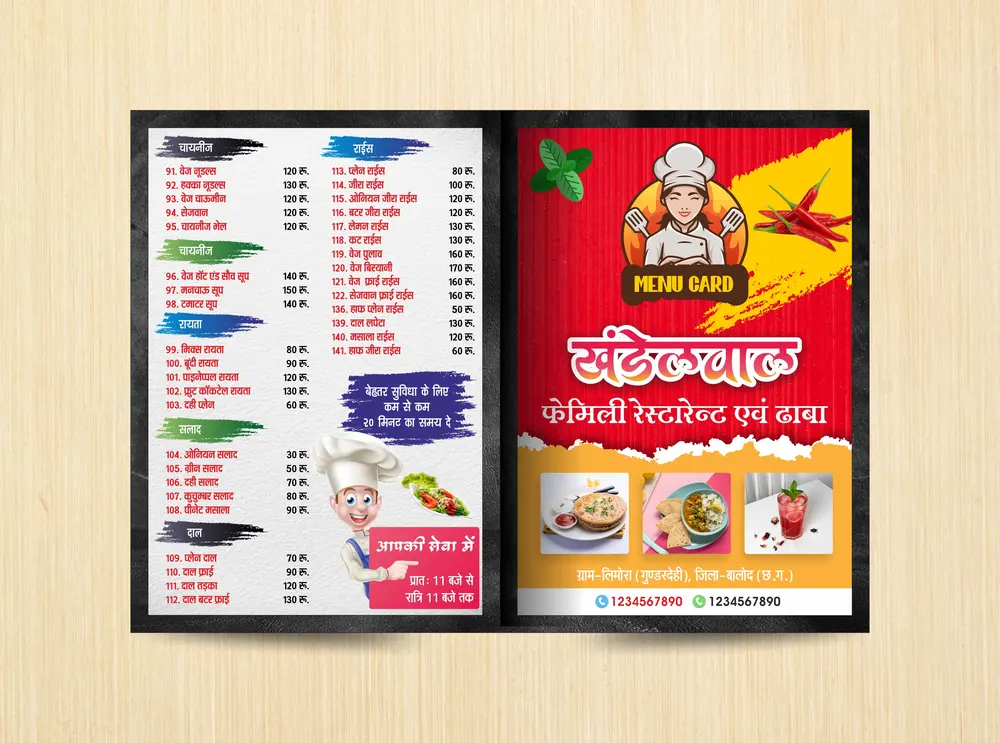 चायनीज
91. वेज नूडल्स 120 रू.
92. हक्का नूडल्स 130 रू.
93. वेज चाऊमीन 120 रू.
94. सेजवान 120 रू.
95. चायनीज भेल 120 रू.
चायनीज
96. वेज हॉट एंड सौव सूप 140 रू.
97. मनचाऊ सूप 150 रू.
98. टमाटर सूप 140 रू.
रायता
99. मिक्स रायता 80 रू.
100. बूंदी रायता 90 रू.
101. पाइनेप्पल रायता 120 रू.
102. फ्रूट कॉकटेल रायता 130 रू.
103. दही प्लेन 60 रू.
सलाद
104. ओनियन सलाद 30 रू.
105. ग्रीन सलाद 50 रू.
106. दही सलाद 70 रू.
107. कुचुम्बर सलाद 80 रू.
108. पीनेट मसाला 90 रू.
दाल
109. प्लेन दाल 70 रू.
110. दाल फ्राई 90 रू.
111. दाल तड़का 120 रू.
112. दाल बटर फ्राई 130 रू.
राईस
113. प्लेन राईस 80 रू.
114. जीरा राईस 100 रू.
115. ओनियन जीरा राईस 120 रू.
116. बटर जीरा राईस 120 रू.
117. लेमन राईस 130 रू.
118. कट राईस 130 रू.
119. वेज पुलाव 160 रू.
120. वेज बिरयानी 170 रू.
121. वेज फ्राई राईस 160 रू.
122. सेजवान फ्राई राईस 160 रू.
136. हाफ प्लेन राईस 50 रू.
139. दाल लपेटा 130 रू.
140. मसाला राईस 120 रू.
141. हाफ जीरा राईस 60 रू.
बेहतर सुविधा के लिए
कम से कम
२० मिनट का समय दे
आपकी सेवा में
प्रातः 11 बजे से
रात्रि 11 बजे तक
MENU CARD
खंडेलवाल
फेमिली रेस्टारेन्ट एवं ढाबा
ग्राम-लिमोरा (गुण्डरदेही), जिला-बालोद (छ.ग.)
1234567890 1234567890